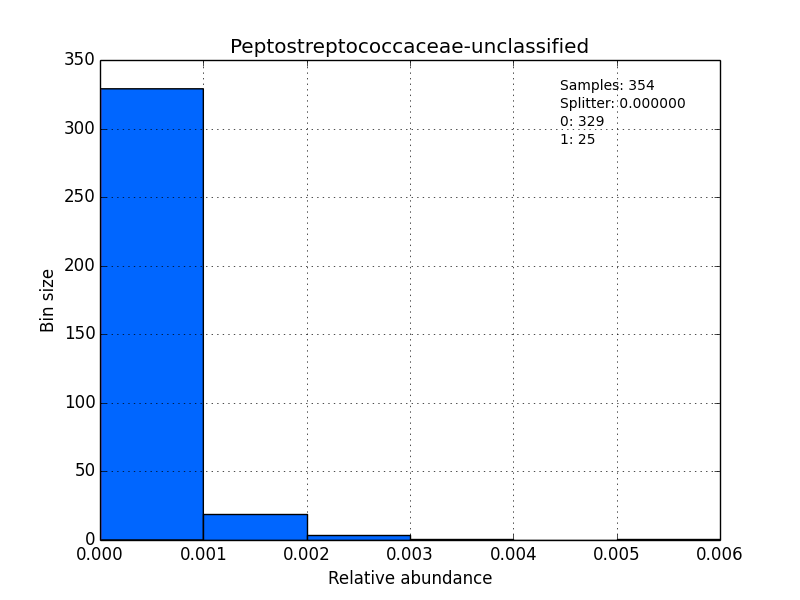 Peptostreptococcaceae-unclassified
350
300
250
200
150
100
50
0
Bin size
Samples: 354
Splitter: 0.000000
0: 329
1: 25
0.000 0.001 0.002 0.003 0.004 0.005 0.006
Relative abundance